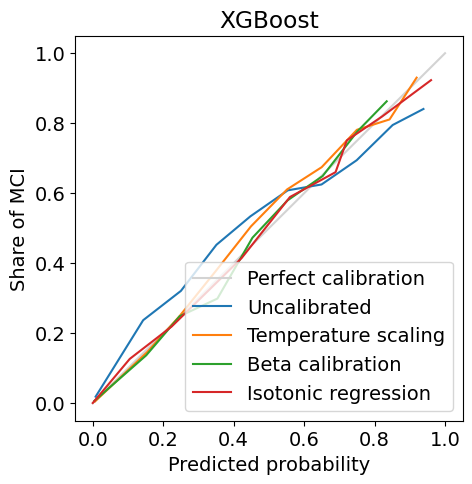 XGBoost
Share of MCI
1.0
0.8
0.6
0.4
0.2
0.0
Perfect calibration
Uncalibrated
Temperature scaling
Beta calibration
Isotonic regression
0.0 0.2 0.4 0.6 0.8 1.0
Predicted probability